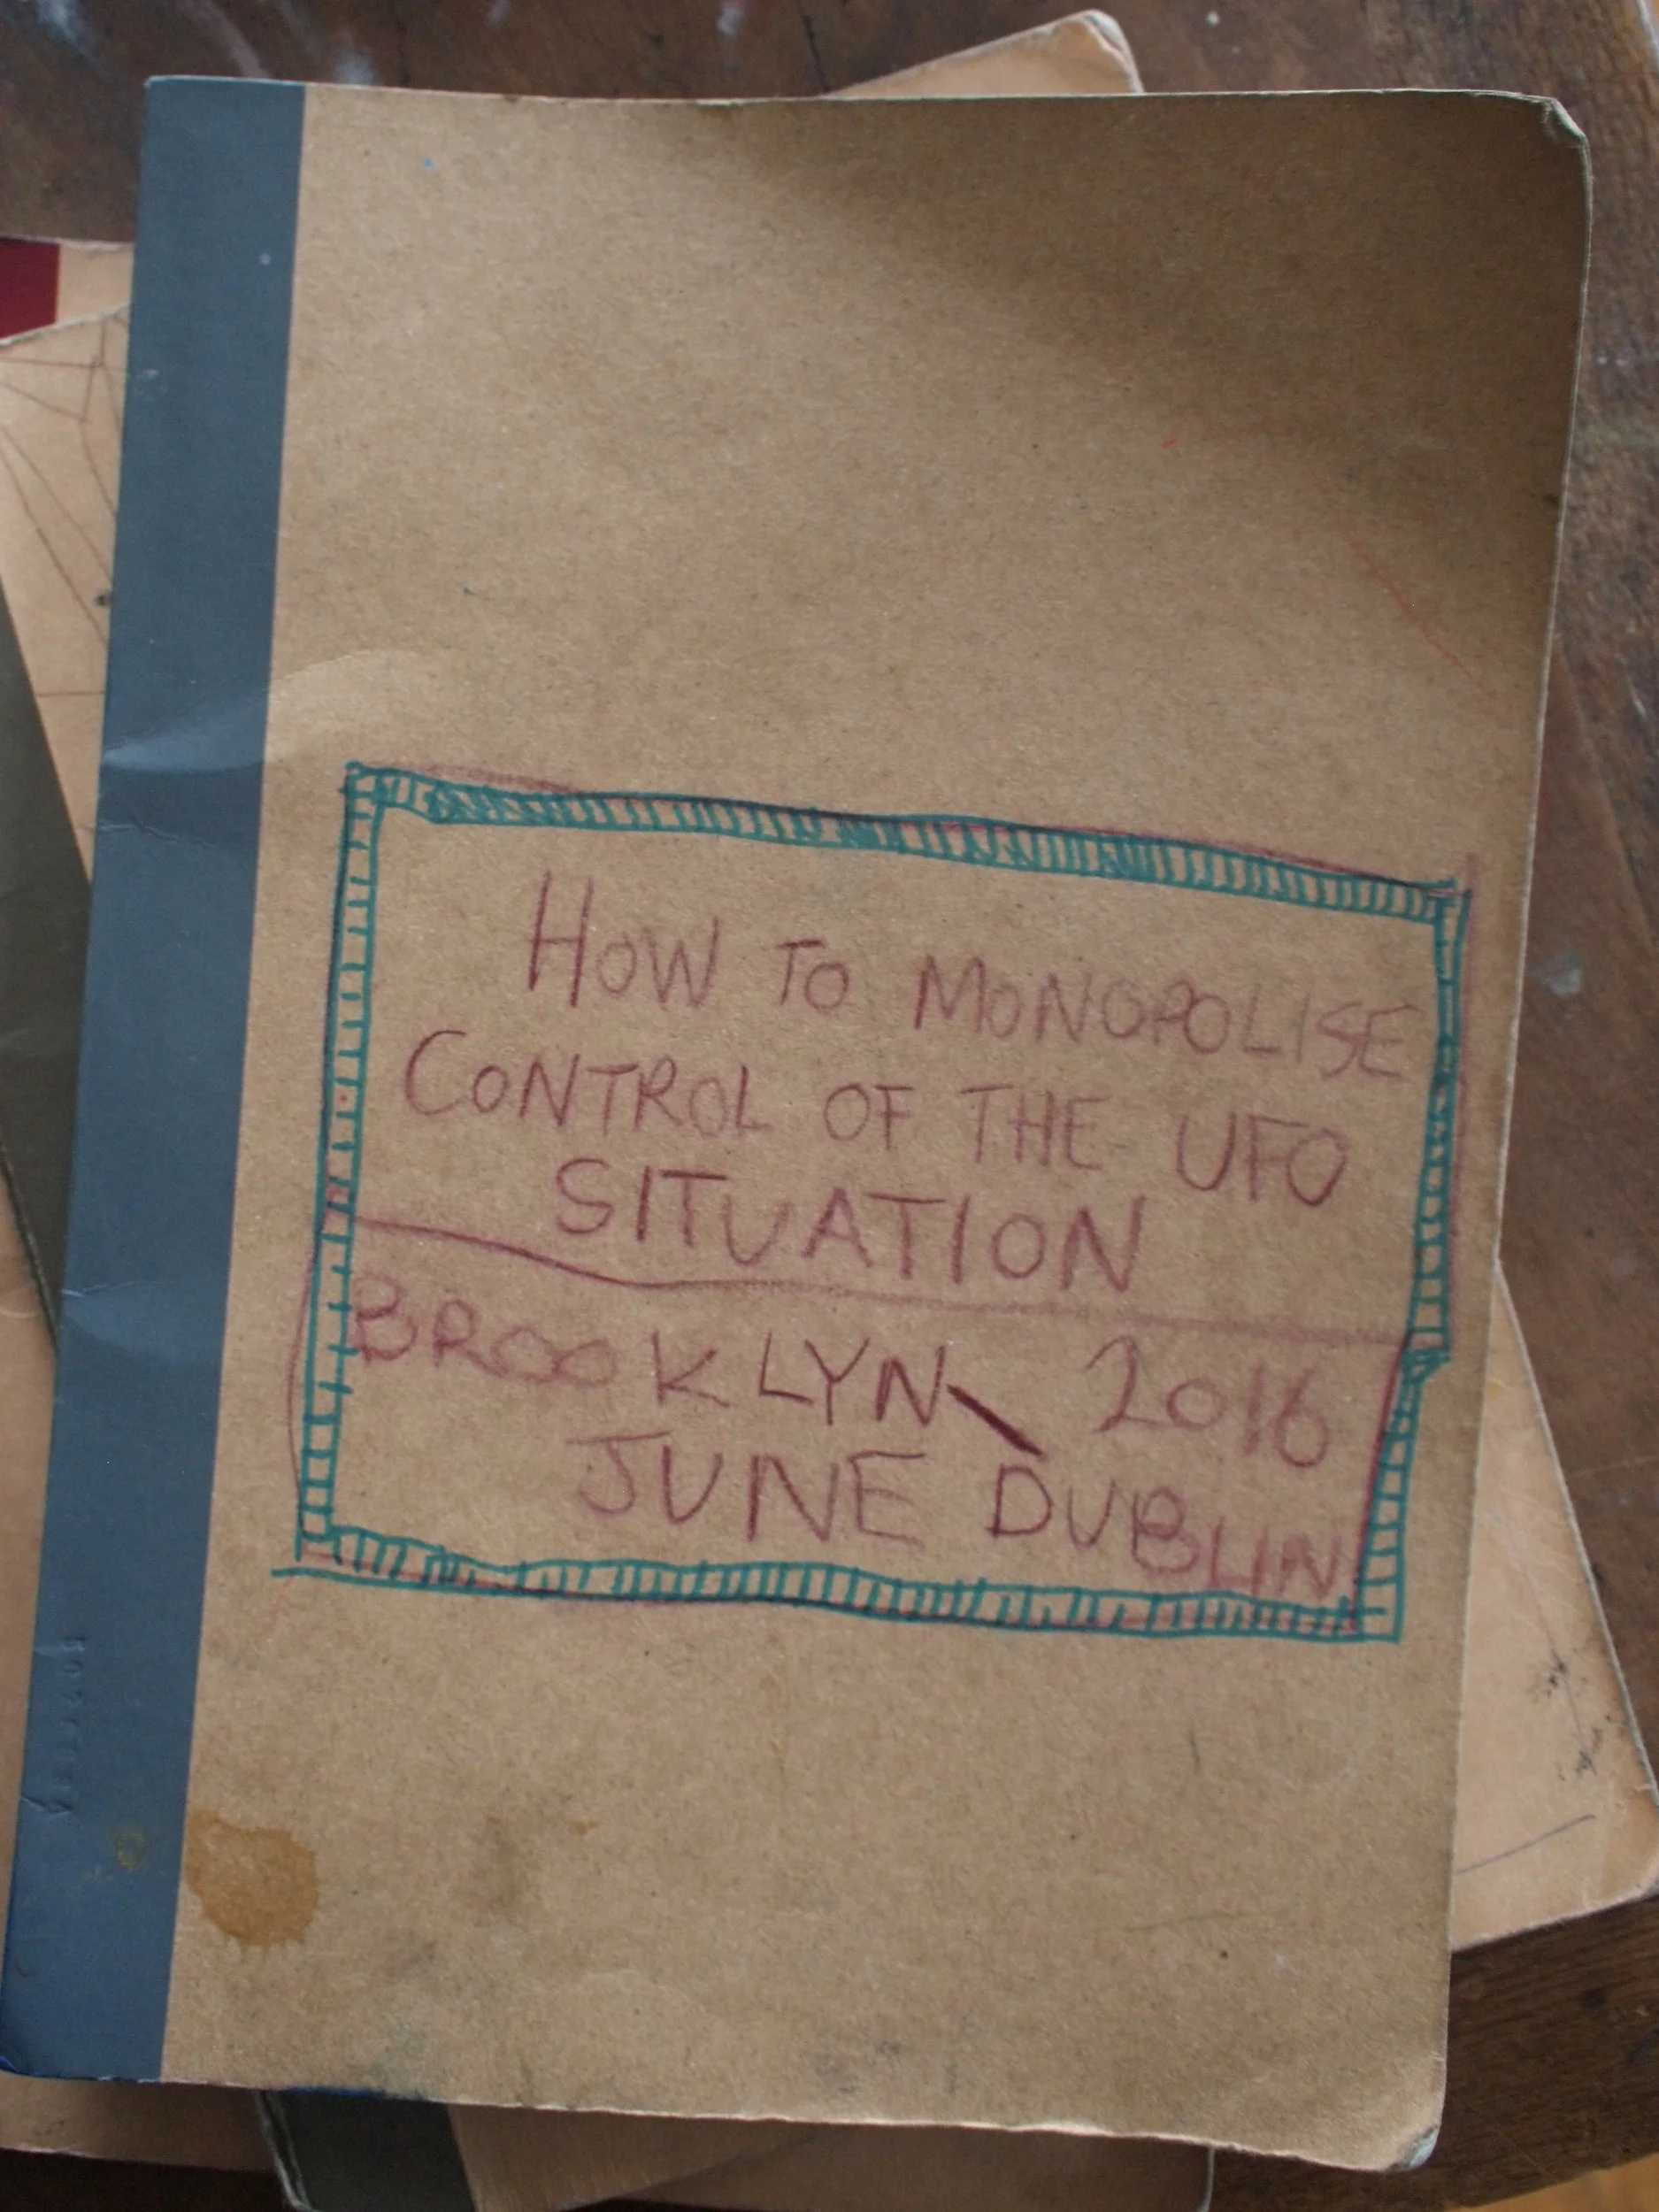 HOW TO MONOPOLISE
CONTROL OF THE UFO
SITUATION
BROOKLYN \ 2016
JUNE DUBLIN